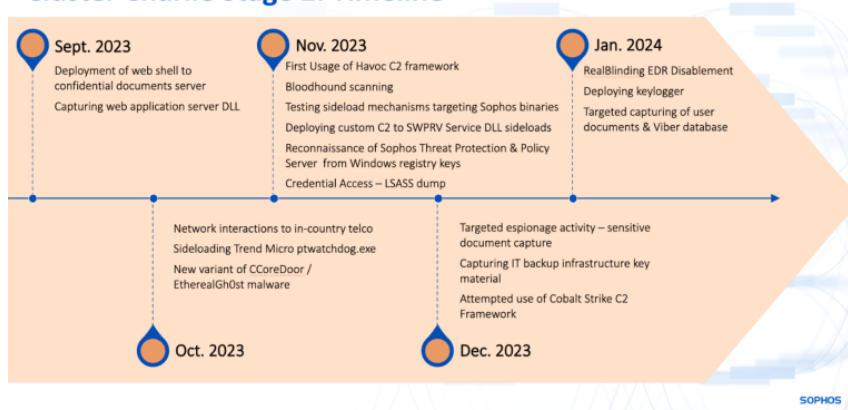 Sept. 2023
Deployment of web shell to
confidential documents server
Capturing web application server DLL
Nov. 2023
First Usage of Havoc C2 framework
Bloodhound scanning
Testing sideload mechanisms targeting Sophos binaries
Deploying custom C2 to SWPRV Service DLL sideloads
Reconnaissance of Sophos Threat Protection & Policy
Server from Windows registry keys
Credential Access – LSASS dump
Jan. 2024
RealBlinding EDR Disablement
Deploying keylogger
Targeted capturing of user
documents & Viber database
Network interactions to in-country telco
Sideloading Trend Micro ptwatchdog.exe
New variant of CCoreDoor /
EtherealGh0st malware
Oct. 2023
Targeted espionage activity – sensitive
document capture
Capturing IT backup infrastructure key
material
Attempted use of Cobalt Strike C2
Framework
Dec. 2023
SOPHOS